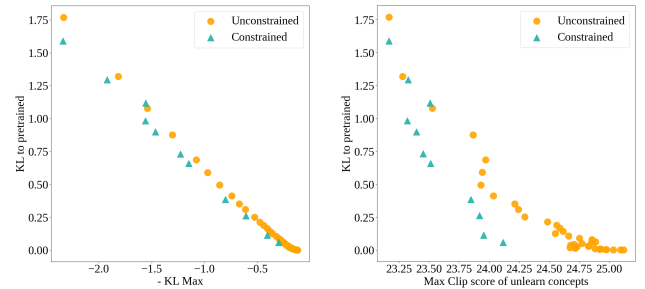 1.75
1.50
1.25
1.00
0.75
0.50
0.25
0.00
KL to pretrained
−2.0 −1.5 −1.0 −0.5
- KL Max
Unconstrained
Constrained
1.75
1.50
1.25
1.00
0.75
0.50
0.25
0.00
KL to pretrained
23.25 23.50 23.75 24.00 24.25 24.50 24.75 25.00
Max Clip score of unlearn concepts
Unconstrained
Constrained